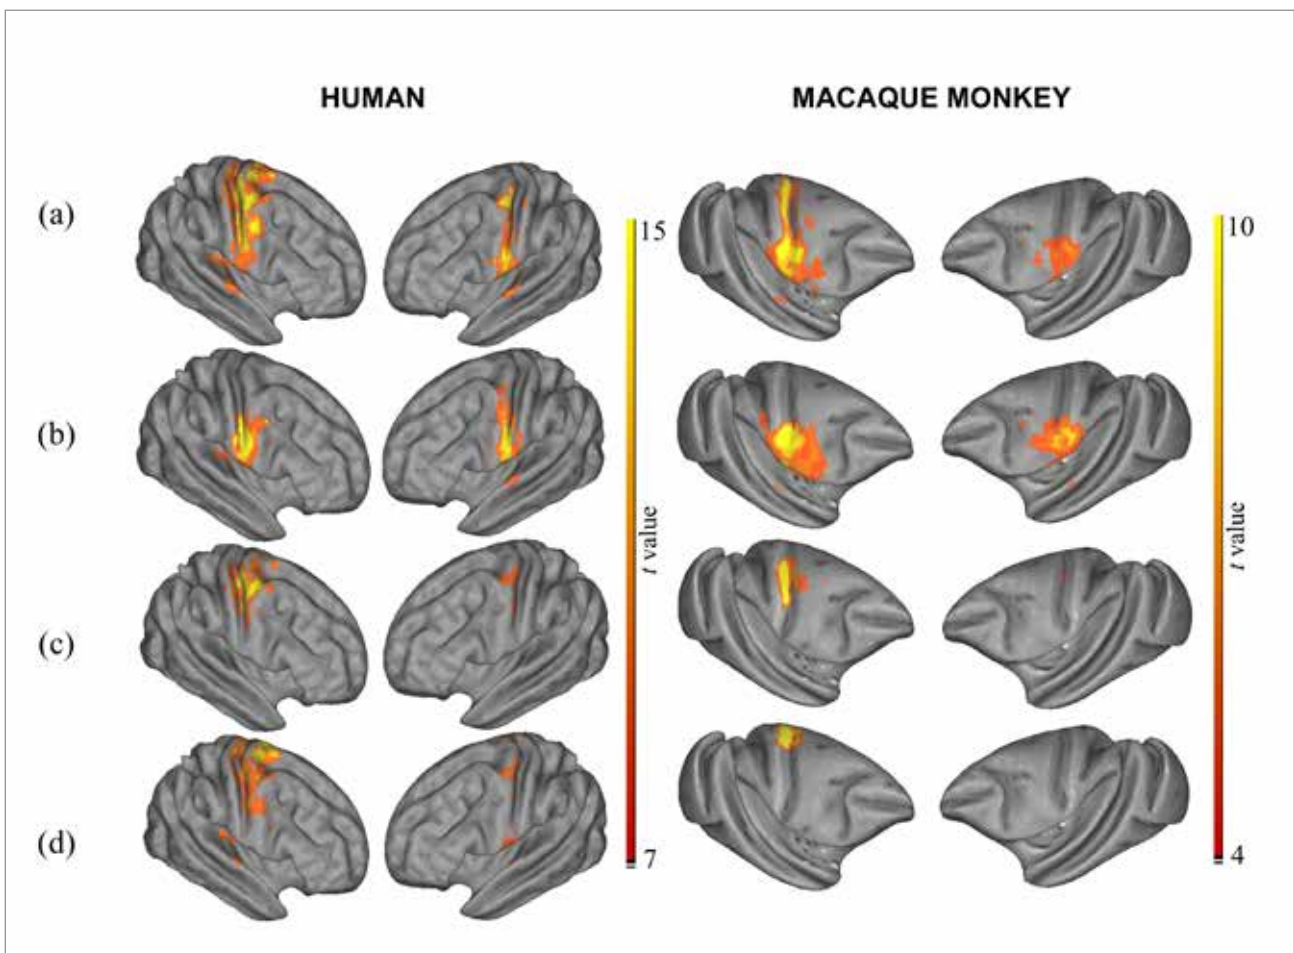 HUMAN
MACAQUE MONKEY
(a)
15
10
(b)
t value
t value
(c)
(d)
7
4